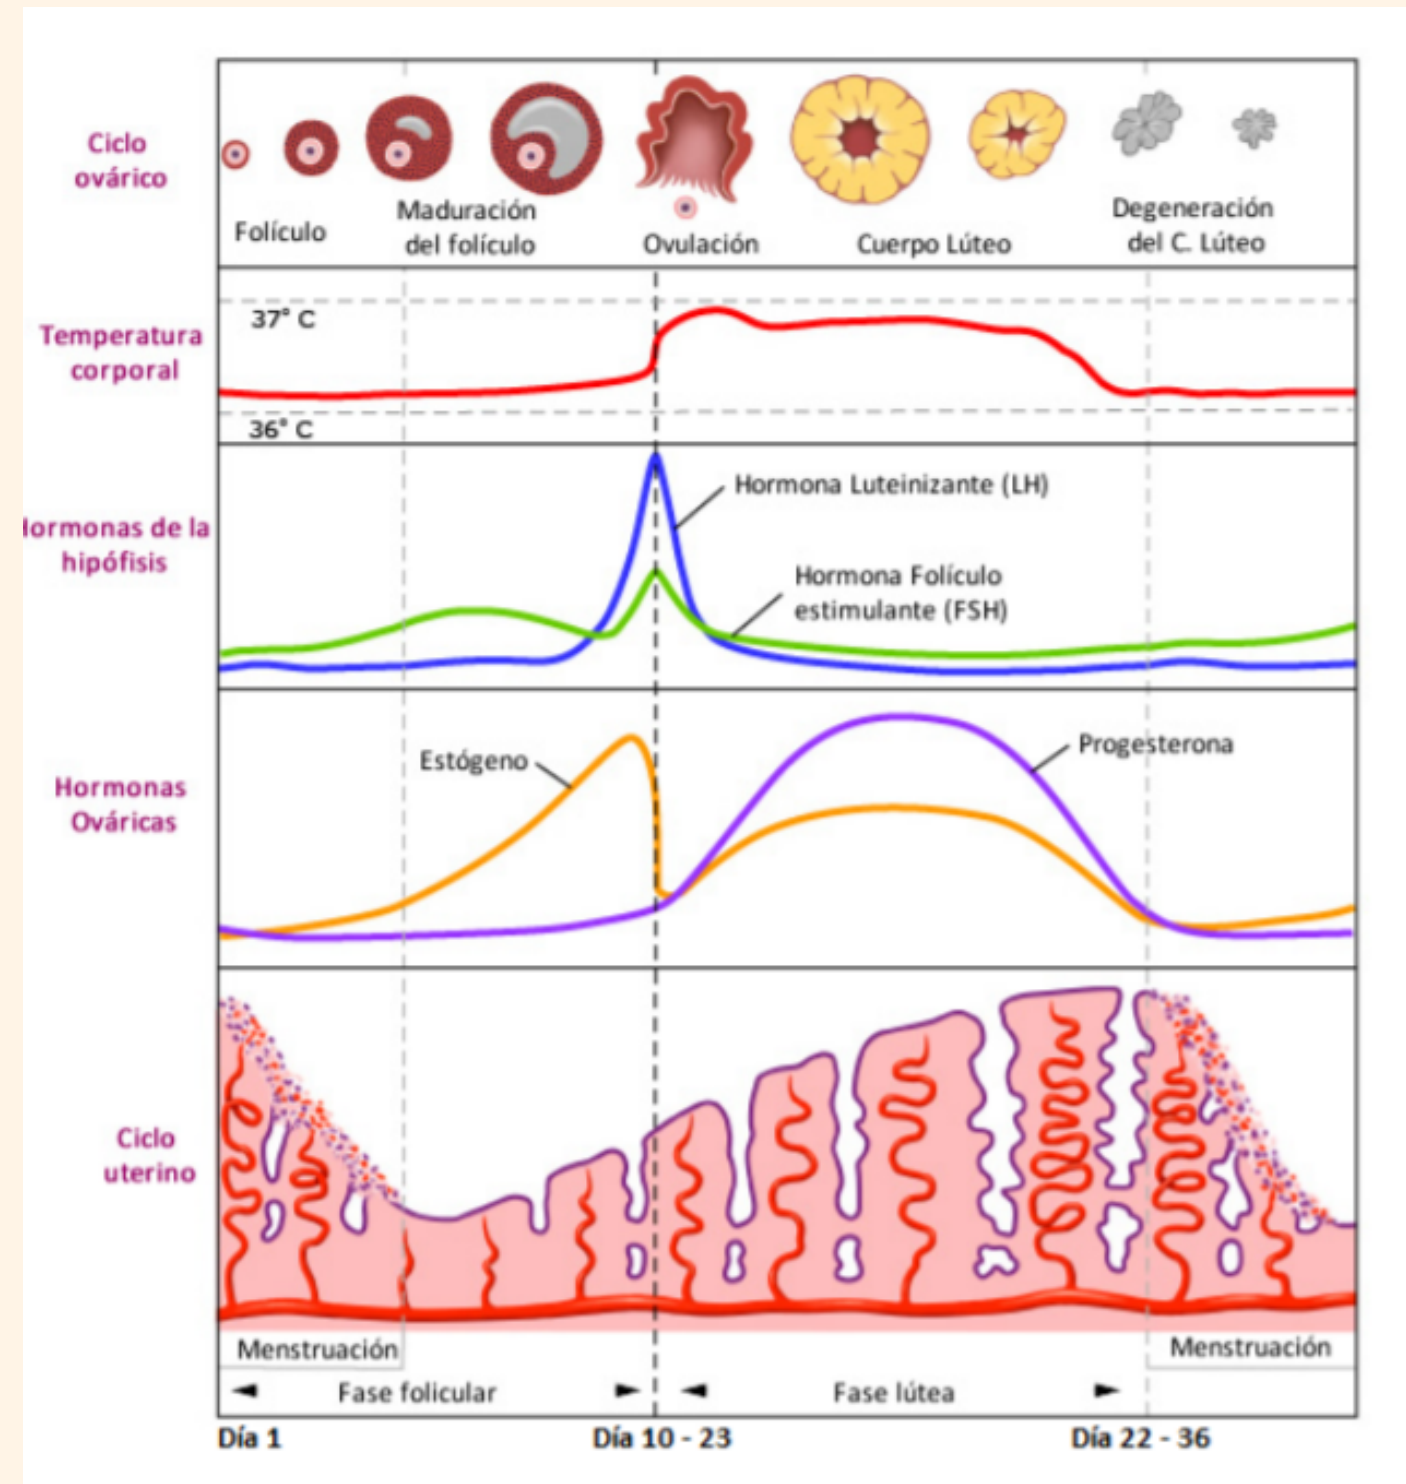 Ciclo
ovárico
Folículo
Maduración
del folículo
Ovulación
Cuerpo Lúteo
Degeneración
del C. Lúteo
Temperatura
corporal
37° C
36° C
ormonas de la
hipófisis
Hormona Luteinizante (LH)
Hormona Folículo
estimulante (FSH)
Hormonas
Ováricas
Estógeno
Progesterona
Ciclo
uterino
Menstruación
Menstruación
Fase folicular
Fase lútea
Día 1
Día 10 - 23
Día 22 - 36